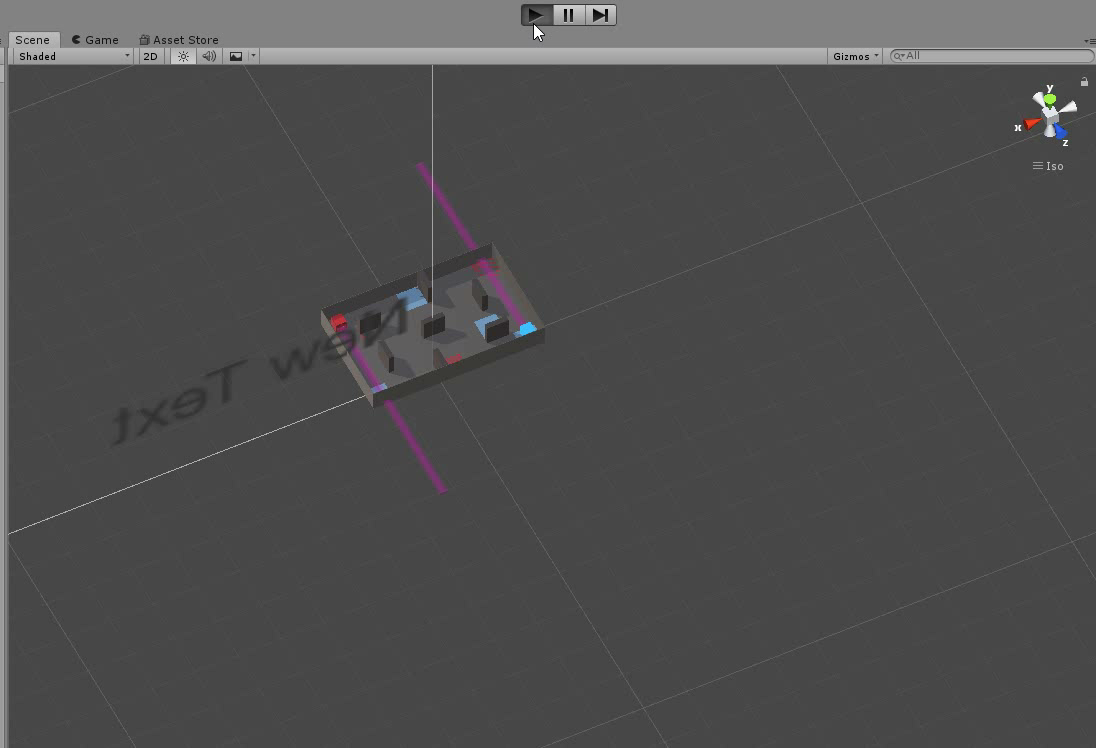 Scene Game Asset Store
Shaded 2D Gizmos All
y
x
z
Iso
New Text